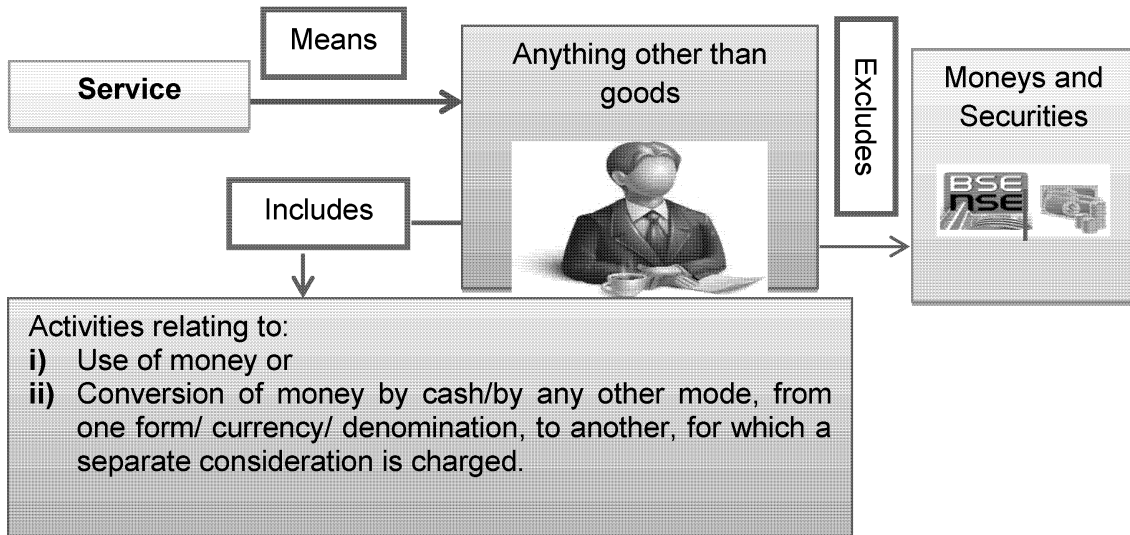 Means
Service
Anything other than
goods
Excludes
Moneys and
Securities
BSE
NSE
Includes
Activities relating to:
i) Use of money or
ii) Conversion of money by cash/by any other mode, from
one form/ currency/ denomination, to another, for which a
separate consideration is charged.